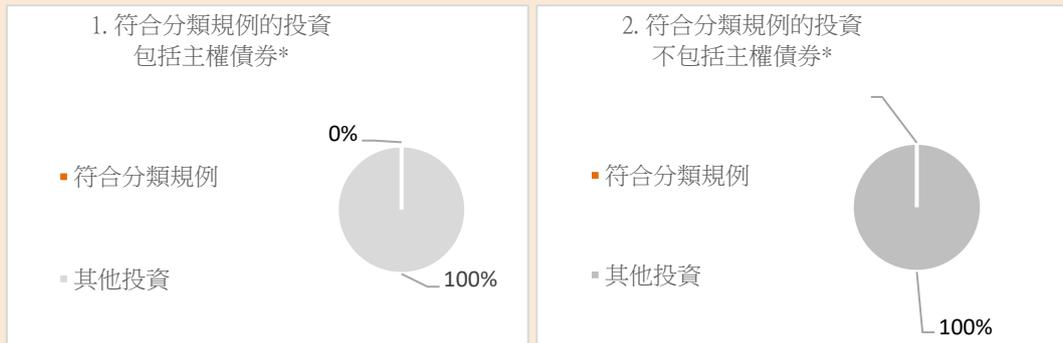 1. 符合分類規例的投資
包括主權債券*
0%
符合分類規例
其他投資
100%
2. 符合分類規例的投資
不包括主權債券*
符合分類規例
其他投資
100%